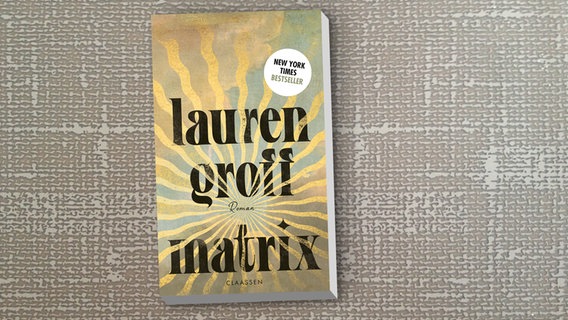 NEW YORK
TIMES
BESTSELLER
lauren
groff
Roman
matrix
CLAASSEN